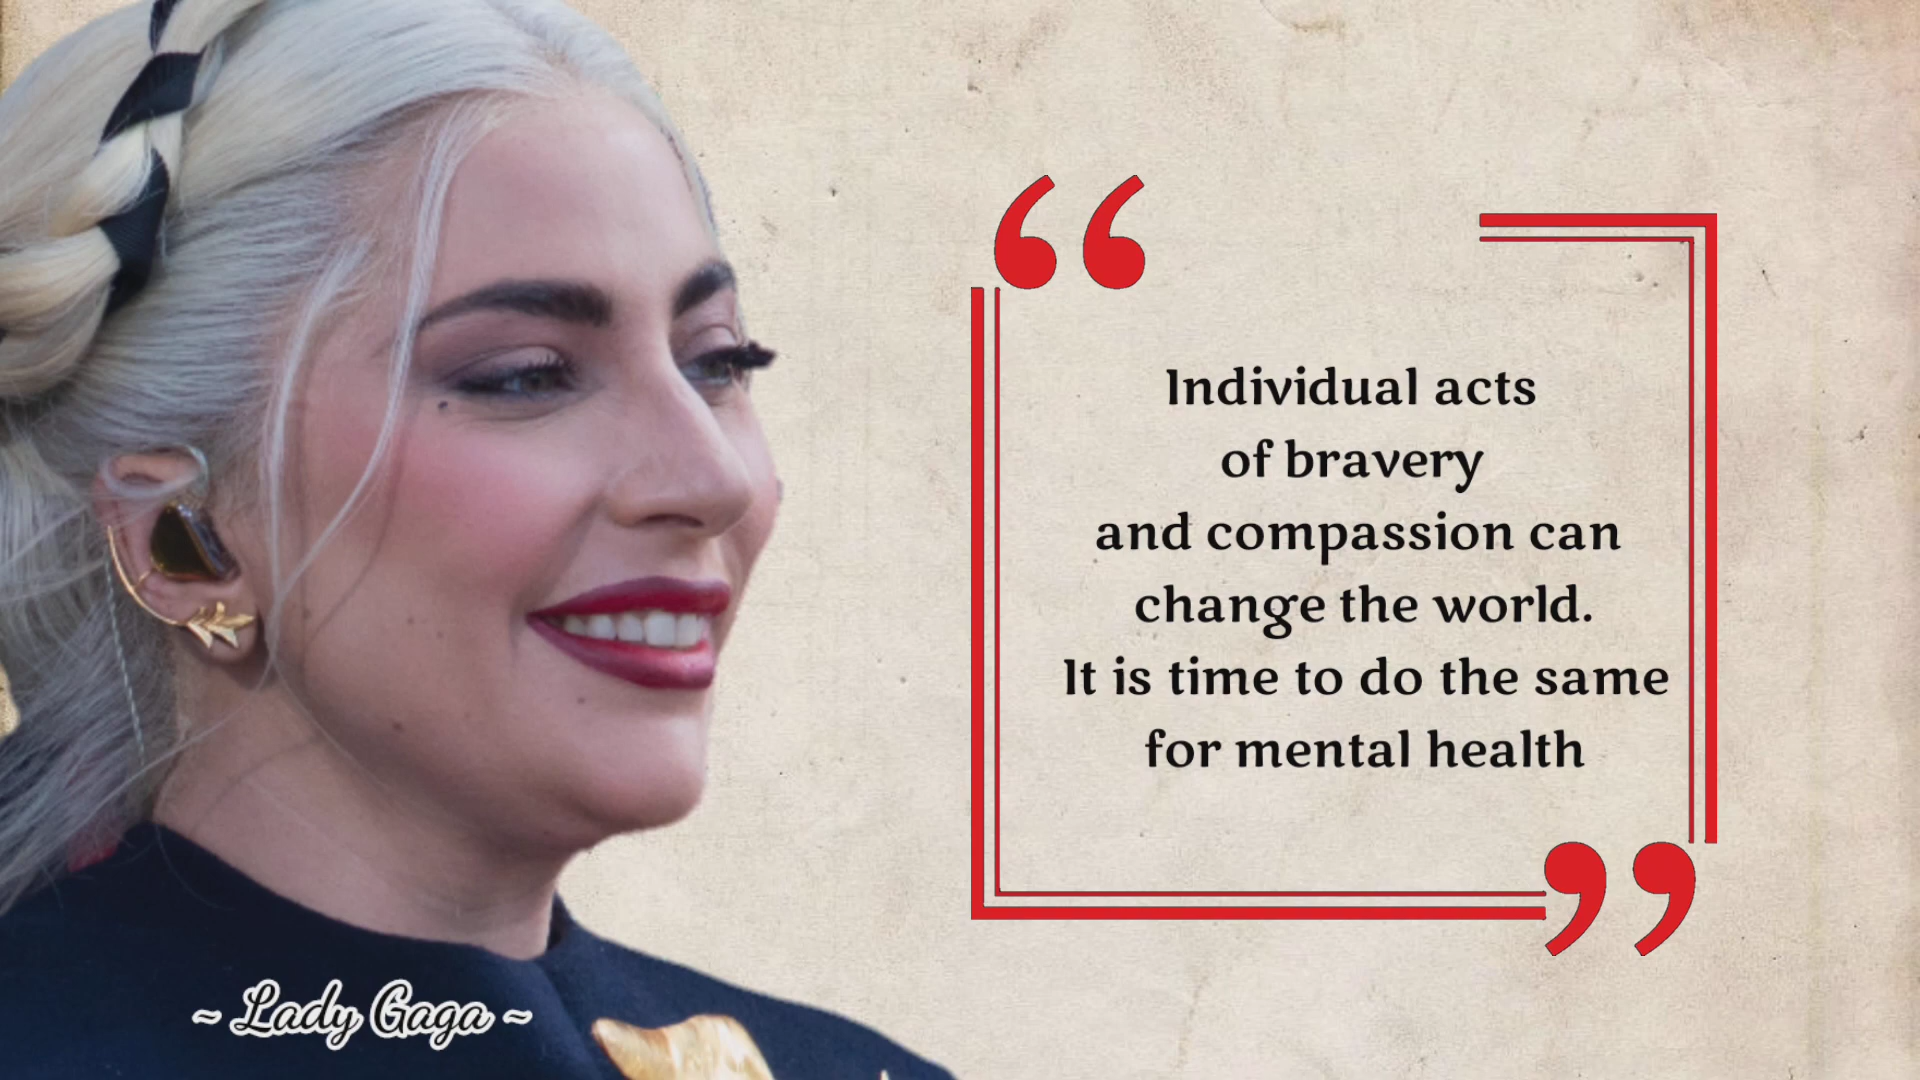 Individual acts
of bravery
and compassion can
change the world.
It is time to do the same
for mental health
~ Lady Gaga ~